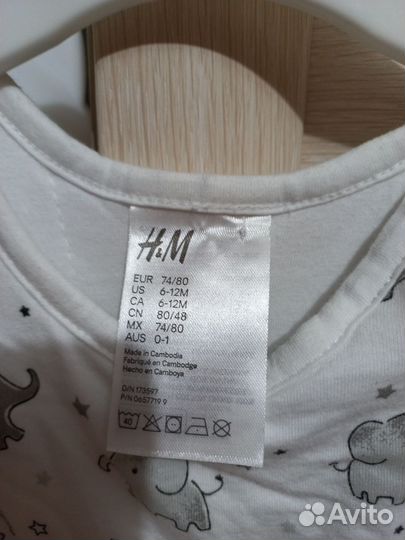 H&M
EUR 74/80
US 6-12M
CA 6-12M
CN 80/48
MX 74/80
AUS 0-1
Made in Cambodia
Fabriqué en Cambodge
Hecho en Camboya
D/N 173597
P/N 0657719 9
40
Avito